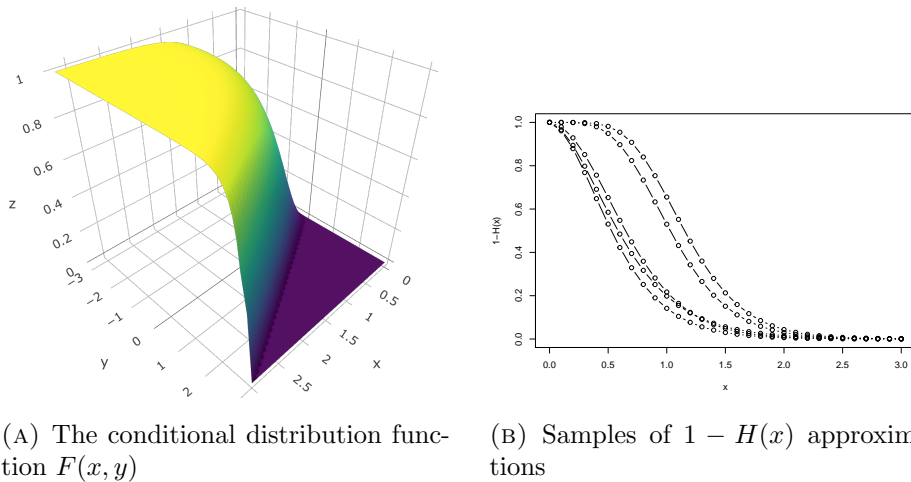 1
0.8
0.6
0.4
0.2
0
z
−3
−2
−1
0
1
2
y
0
0.5
1
1.5
2
2.5
x
1.0
0.8
0.6
0.4
0.2
0.0
1−H(x)
0.0 0.5 1.0 1.5 2.0 2.5 3.0
x
(A) The conditional distribution func-
tion F(x, y)
(B) Samples of 1 − H(x) approxim
tions